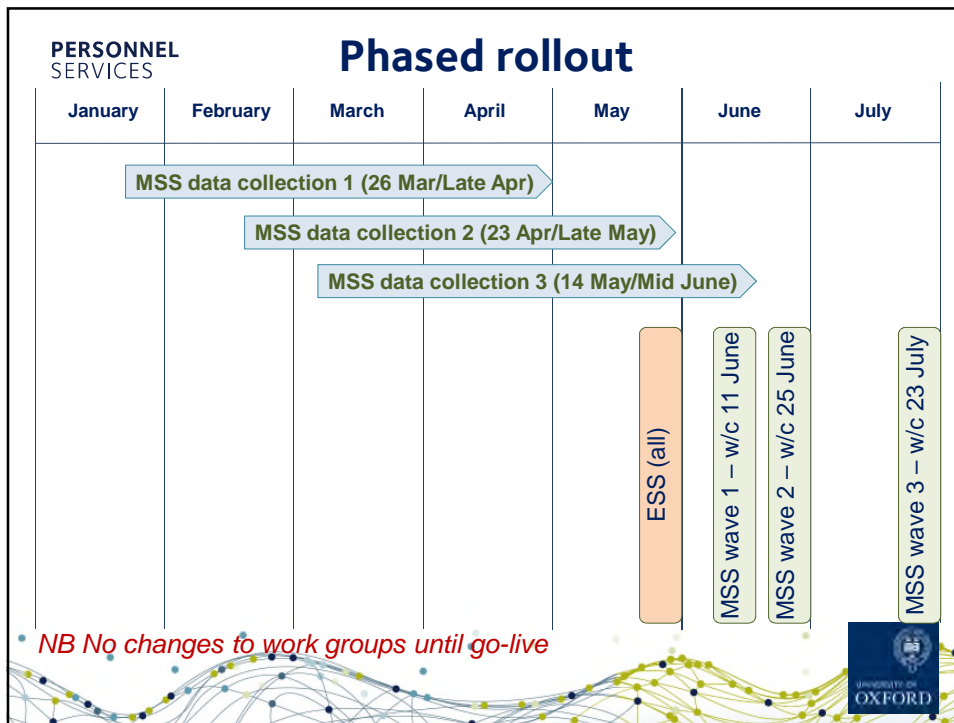 PERSONNEL
SERVICES
Phased rollout
January
February
March
April
May
June
July
MSS data collection 1 (26 Mar/Late Apr)
MSS data collection 2 (23 Apr/Late May)
MSS data collection 3 (14 May/Mid June)
ESS (all)
MSS wave 1 – w/c 11 June
MSS wave 2 – w/c 25 June
MSS wave 3 – w/c 23 July
NB No changes to work groups until go-live
UNIVERSITY OF
OXFORD